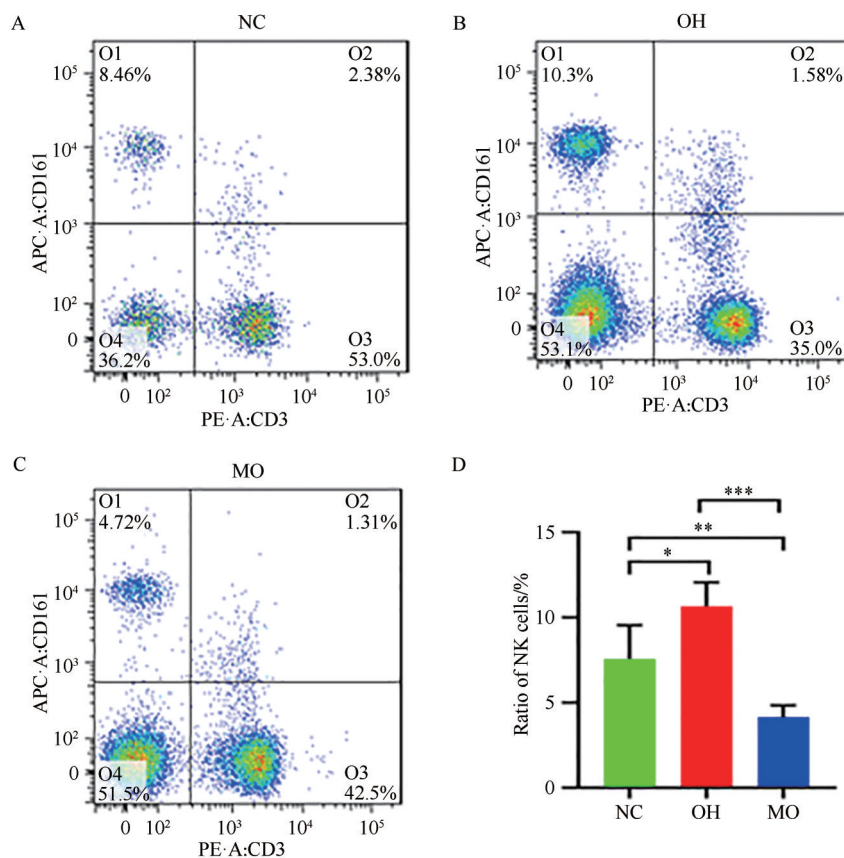 A
NC
O1
8.46%
O2
2.38%
10⁵
10⁴
10³
10²
0
APC·A:CD161
O4
36.2%
O3
53.0%
0 10² 10³ 10⁴ 10⁵
PE·A:CD3
B
OH
O1
10.3%
O2
1.58%
10⁵
10⁴
10³
10²
0
APC·A:CD161
O4
53.1%
O3
35.0%
0 10² 10³ 10⁴ 10⁵
PE·A:CD3
C
MO
O1
4.72%
O2
1.31%
10⁵
10⁴
10³
10²
0
APC·A:CD161
O4
51.5%
O3
42.5%
0 10² 10³ 10⁴ 10⁵
PE·A:CD3
D
***
**
*
15
10
5
0
Ratio of NK cells/%
NC OH MO